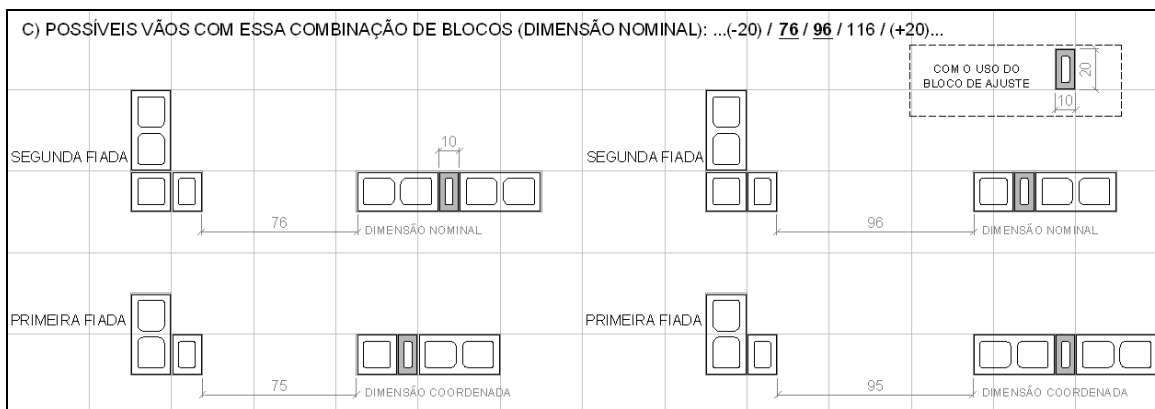 C) POSSÍVEIS VÃOS COM ESSA COMBINAÇÃO DE BLOCOS (DIMENSÃO NOMINAL): ...(-20) / 76 / 96 / 116 / (+20)...
COM O USO DO
BLOCO DE AJUSTE
20
10
SEGUNDA FIADA
10
76
DIMENSÃO NOMINAL
SEGUNDA FIADA
96
DIMENSÃO NOMINAL
PRIMEIRA FIADA
75
DIMENSÃO COORDENADA
PRIMEIRA FIADA
95
DIMENSÃO COORDENADA